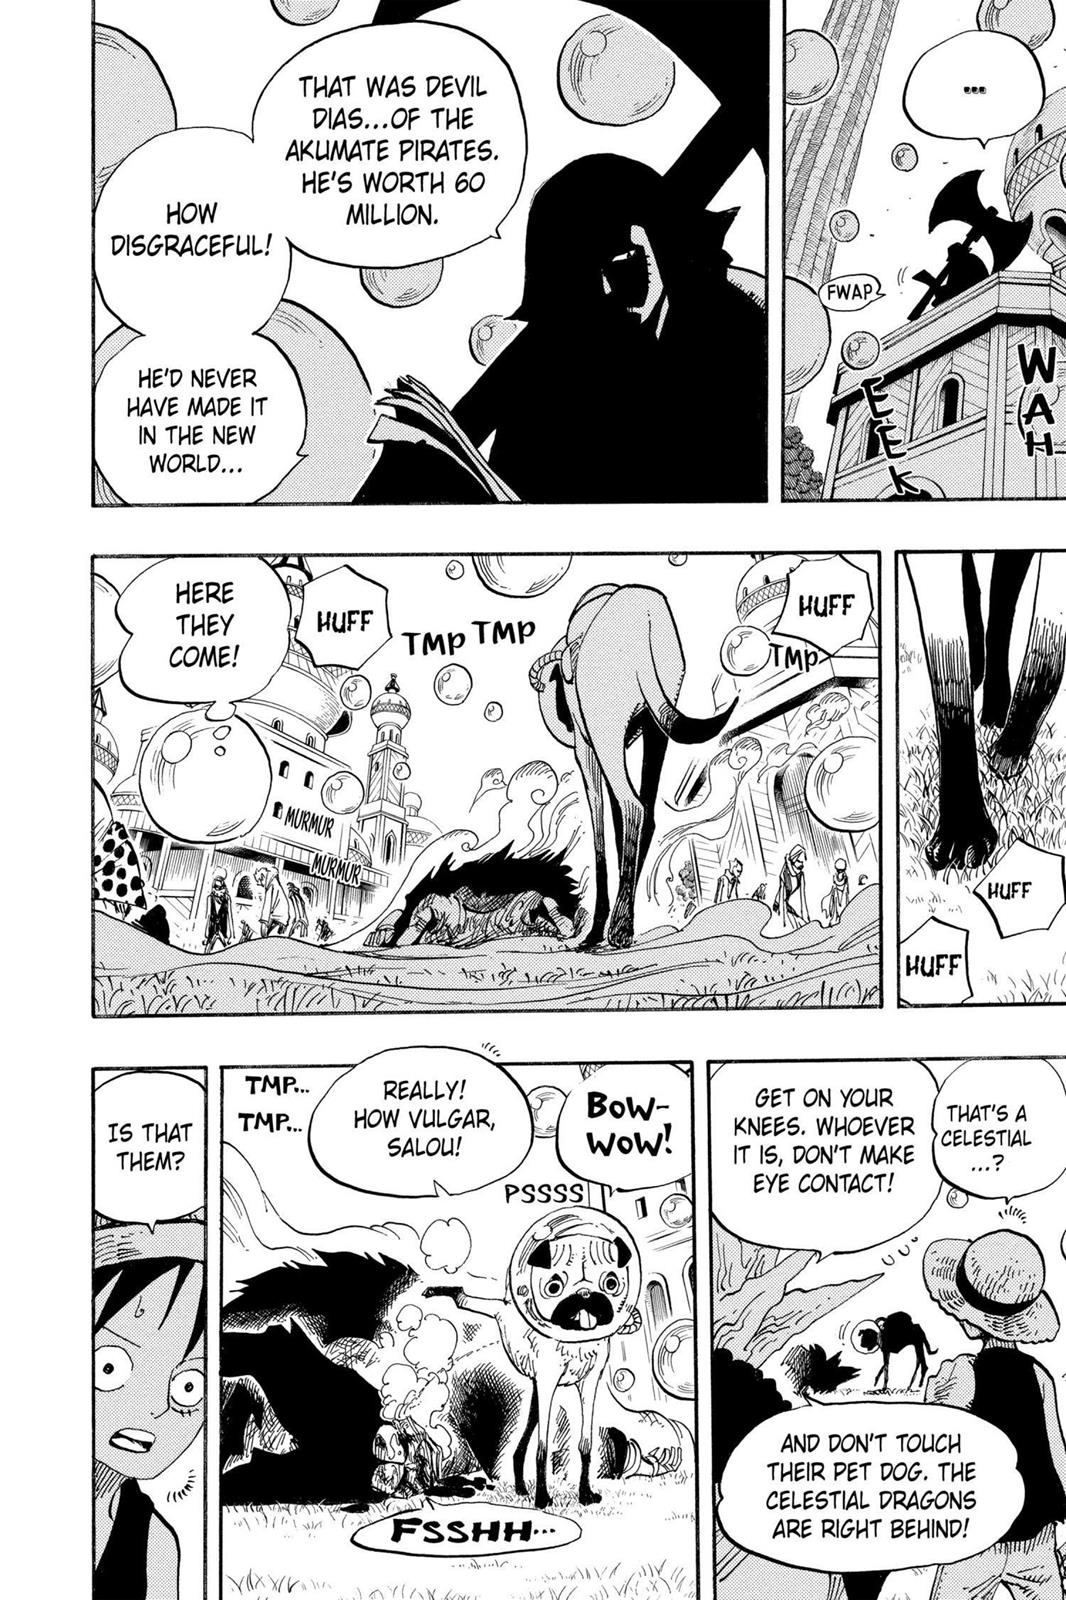 ...
FWAP
WAH
EEEK
THAT WAS DEVIL
DIAS...OF THE
AKUMATE PIRATES.
HE'S WORTH 60
MILLION.
HOW
DISGRACEFUL!
HE'D NEVER
HAVE MADE IT
IN THE NEW
WORLD...
HUFF
HUFF
HUFF
TMP
TMP TMP
HUFF
HERE
THEY
COME!
MURMUR
MURMUR
THAT'S A
CELESTIAL
...?
GET ON YOUR
KNEES. WHOEVER
IT IS, DON'T MAKE
EYE CONTACT!
AND DON'T TOUCH
THEIR PET DOG. THE
CELESTIAL DRAGONS
ARE RIGHT BEHIND!
BOW-
WOW!
PSSSS
REALLY!
HOW VULGAR,
SALOU!
TMP...
TMP...
FSSHH...
IS THAT
THEM?